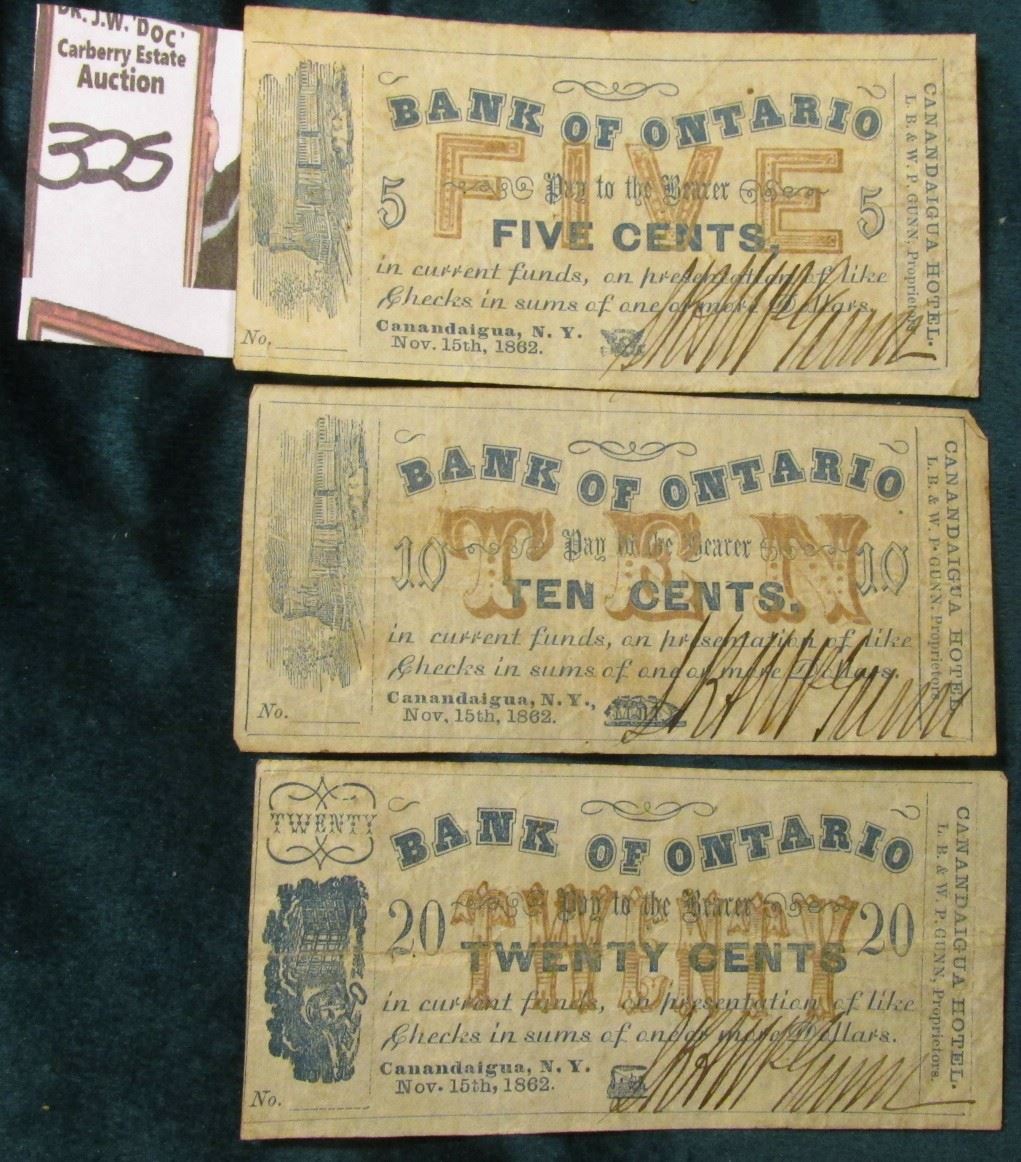 DR. J.W. 'DOC'
Carberry Estate
Auction
325
BANK OF ONTARIO
FIVE
5 Pay to the Bearer 5
FIVE CENTS,
in current funds, on presentation of like
Checks in sums of one or more Dollars.
Canandaigua, N. Y.
Nov. 15th, 1862.
No.
CANANDAIGUA HOTEL.
L. B. & W. P. GUNN, Proprietors.
L B & W P Gunn
BANK OF ONTARIO
TEN
10 Pay to the Bearer 10
TEN CENTS.
in current funds, on presentation of like
Checks in sums of one or more Dollars.
Canandaigua, N. Y.,
Nov. 15th, 1862.
No.
CANANDAIGUA HOTEL
L. B. & W. P. GUNN, Proprietors.
L B & W P Gunn
TWENTY
BANK OF ONTARIO
TWENTY
20 Pay to the Bearer 20
TWENTY CENTS
in current funds, on presentation of like
Checks in sums of one or more Dollars.
Canandaigua, N. Y.
Nov. 15th, 1862.
No.
CANANDAIGUA HOTEL.
L. B. & W. P. GUNN, Proprietors.
L B & W P Gunn